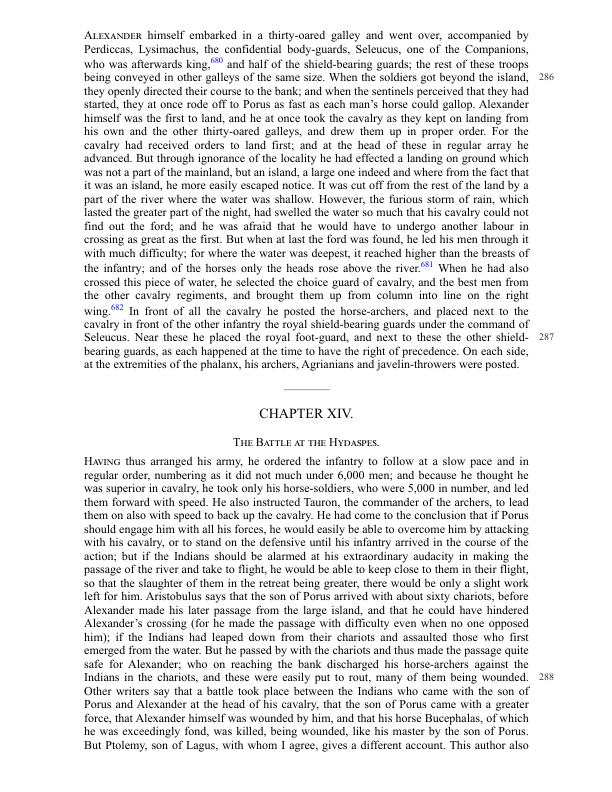 ALEXANDER himself embarked in a thirty-oared galley and went over, accompanied by
Perdiccas, Lysimachus, the confidential body-guards, Seleucus, one of the Companions,
who was afterwards king,680 and half of the shield-bearing guards; the rest of these troops
being conveyed in other galleys of the same size. When the soldiers got beyond the island, 286
they openly directed their course to the bank; and when the sentinels perceived that they had
started, they at once rode off to Porus as fast as each man's horse could gallop. Alexander
himself was the first to land, and he at once took the cavalry as they kept on landing from
his own and the other thirty-oared galleys, and drew them up in proper order. For the
cavalry had received orders to land first; and at the head of these in regular array he
advanced. But through ignorance of the locality he had effected a landing on ground which
was not a part of the mainland, but an island, a large one indeed and where from the fact that
it was an island, he more easily escaped notice. It was cut off from the rest of the land by a
part of the river where the water was shallow. However, the furious storm of rain, which
lasted the greater part of the night, had swelled the water so much that his cavalry could not
find out the ford; and he was afraid that he would have to undergo another labour in
crossing as great as the first. But when at last the ford was found, he led his men through it
with much difficulty; for where the water was deepest, it reached higher than the breasts of
the infantry; and of the horses only the heads rose above the river.681 When he had also
crossed this piece of water, he selected the choice guard of cavalry, and the best men from
the other cavalry regiments, and brought them up from column into line on the right
wing.682 In front of all the cavalry he posted the horse-archers, and placed next to the
cavalry in front of the other infantry the royal shield-bearing guards under the command of
Seleucus. Near these he placed the royal foot-guard, and next to these the other shield- 287
bearing guards, as each happened at the time to have the right of precedence. On each side,
at the extremities of the phalanx, his archers, Agrianians and javelin-throwers were posted.
CHAPTER XIV.
THE BATTLE AT THE HYDASPES.
HAVING thus arranged his army, he ordered the infantry to follow at a slow pace and in
regular order, numbering as it did not much under 6,000 men; and because he thought he
was superior in cavalry, he took only his horse-soldiers, who were 5,000 in number, and led
them forward with speed. He also instructed Tauron, the commander of the archers, to lead
them on also with speed to back up the cavalry. He had come to the conclusion that if Porus
should engage him with all his forces, he would easily be able to overcome him by attacking
with his cavalry, or to stand on the defensive until his infantry arrived in the course of the
action; but if the Indians should be alarmed at his extraordinary audacity in making the
passage of the river and take to flight, he would be able to keep close to them in their flight,
so that the slaughter of them in the retreat being greater, there would be only a slight work
left for him. Aristobulus says that the son of Porus arrived with about sixty chariots, before
Alexander made his later passage from the large island, and that he could have hindered
Alexander's crossing (for he made the passage with difficulty even when no one opposed
him); if the Indians had leaped down from their chariots and assaulted those who first
emerged from the water. But he passed by with the chariots and thus made the passage quite
safe for Alexander; who on reaching the bank discharged his horse-archers against the
Indians in the chariots, and these were easily put to rout, many of them being wounded. 288
Other writers say that a battle took place between the Indians who came with the son of
Porus and Alexander at the head of his cavalry, that the son of Porus came with a greater
force, that Alexander himself was wounded by him, and that his horse Bucephalas, of which
he was exceedingly fond, was killed, being wounded, like his master by the son of Porus.
But Ptolemy, son of Lagus, with whom I agree, gives a different account. This author also